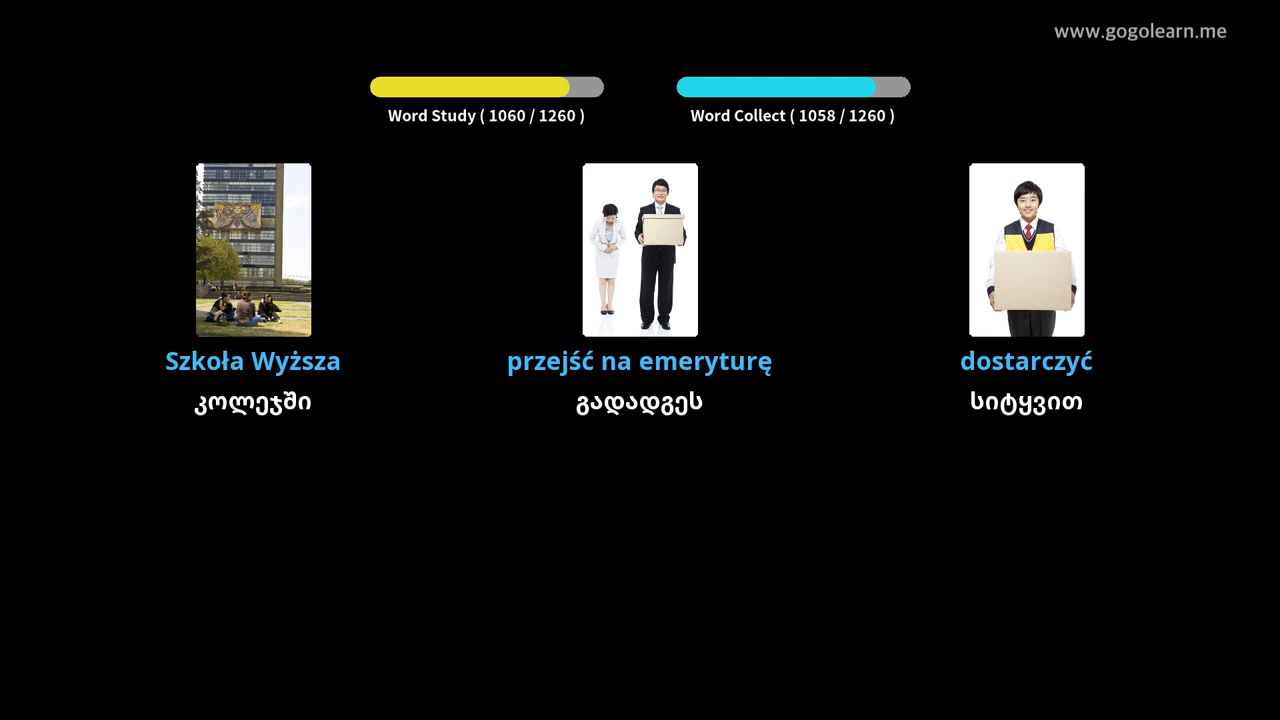 www.gogolearn.me
Word Study ( 1060 / 1260 )
Word Collect ( 1058 / 1260 )
Szkoła Wyższa
przejść na emeryturę
dostarczyć
კოლეჯში
გადადგეს
სიტყვით